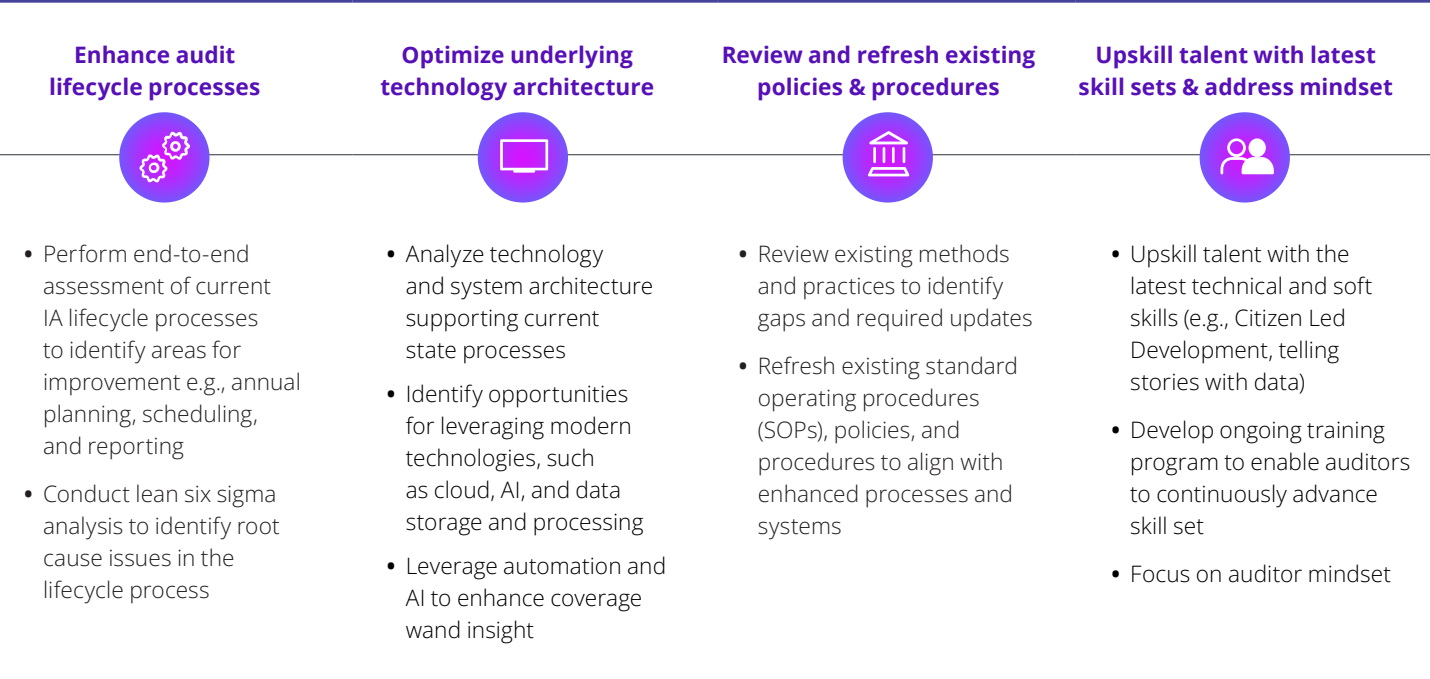 Enhance audit
lifecycle processes
• Perform end-to-end
assessment of current
IA lifecycle processes
to identify areas for
improvement e.g., annual
planning, scheduling,
and reporting
• Conduct lean six sigma
analysis to identify root
cause issues in the
lifecycle process
Optimize underlying
technology architecture
• Analyze technology
and system architecture
supporting current
state processes
• Identify opportunities
for leveraging modern
technologies, such
as cloud, AI, and data
storage and processing
• Leverage automation and
AI to enhance coverage
wand insight
Review and refresh existing
policies & procedures
• Review existing methods
and practices to identify
gaps and required updates
• Refresh existing standard
operating procedures
(SOPs), policies, and
procedures to align with
enhanced processes and
systems
Upskill talent with latest
skill sets & address mindset
• Upskill talent with the
latest technical and soft
skills (e.g., Citizen Led
Development, telling
stories with data)
• Develop ongoing training
program to enable auditors
to continuously advance
skill set
• Focus on auditor mindset